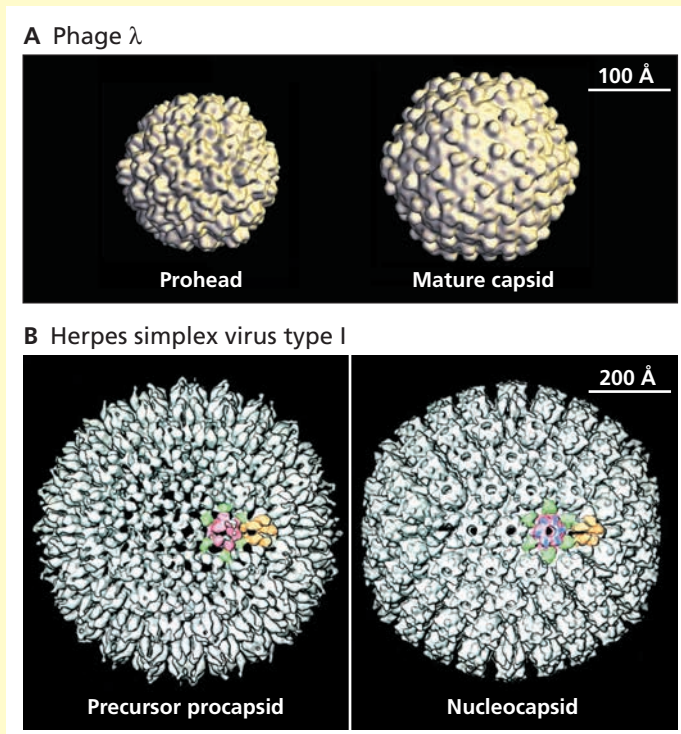 A Phage λ
100 Å
Prohead
Mature capsid
B Herpes simplex virus type I
200 Å
Precursor procapsid
Nucleocapsid